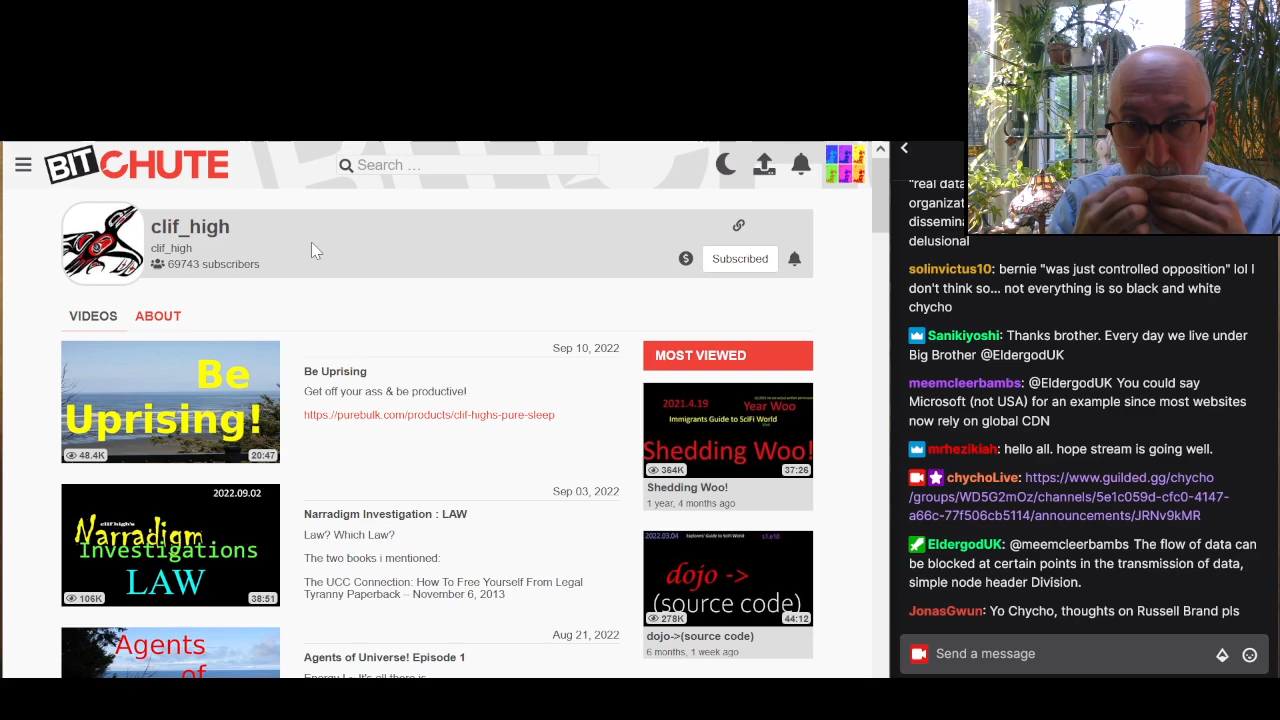 BITCHUTE
Search …
clif_high
clif_high
69743 subscribers
Subscribed
VIDEOS
ABOUT
Be
Uprising!
48.4K
20:47
Sep 10, 2022
Be Uprising
Get off your ass & be productive!
https://purebulk.com/products/clif-highs-pure-sleep
2022.09.02
clif high's
Narradigm
Investigations
LAW
106K
38:51
Sep 03, 2022
Narradigm Investigation : LAW
Law? Which Law?
The two books i mentioned:
The UCC Connection: How To Free Yourself From Legal
Tyranny Paperback – November 6, 2013
Agents
of
Aug 21, 2022
Agents of Universe! Episode 1
MOST VIEWED
2021.4.19
Year Woo
Immigrants Guide to SciFi World
Shedding Woo!
364K
37:26
Shedding Woo!
1 year, 4 months ago
2022.03.04
Explorers' Guide to SciFi World
s1.e10
dojo ->
(source code)
278K
44:12
dojo->(source code)
6 months, 1 week ago
"real data
organizat
dissemina
delusional
solinvictus10: bernie "was just controlled opposition" lol I
don't think so... not everything is so black and white
chycho
Sanikiyoshi: Thanks brother. Every day we live under
Big Brother @EldergodUK
meemcleerbambs: @EldergodUK You could say
Microsoft (not USA) for an example since most websites
now rely on global CDN
mrhezikiah: hello all. hope stream is going well.
chychoLive: https://www.guilded.gg/chycho
/groups/WD5G2mOz/channels/5e1c059d-cfc0-4147-
a66c-77f506cb5114/announcements/JRNv9kMR
EldergodUK: @meemcleerbambs The flow of data can
be blocked at certain points in the transmission of data,
simple node header Division.
JonasGwun: Yo Chycho, thoughts on Russell Brand pls
Send a message